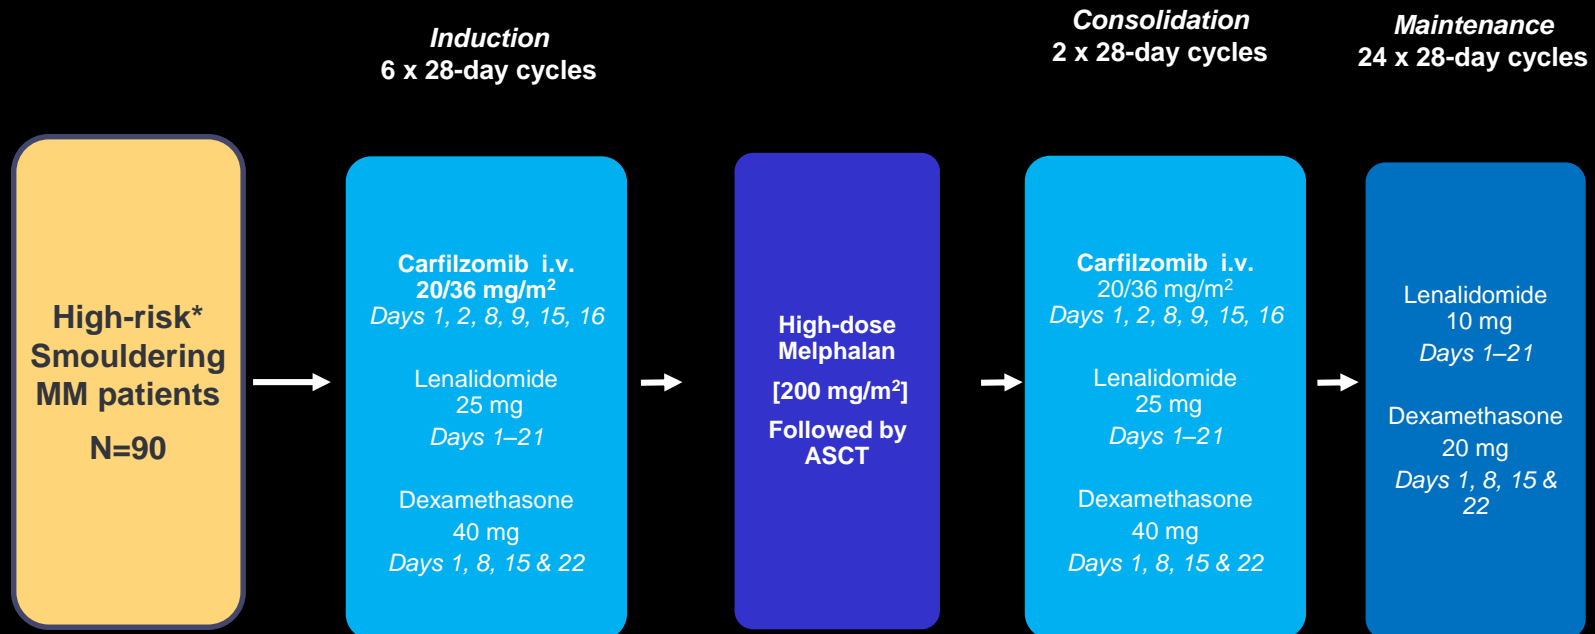 Induction
6 x 28-day cycles
Consolidation
2 x 28-day cycles
Maintenance
24 x 28-day cycles
High-risk*
Smouldering
MM patients
N=90
Carfilzomib i.v.
20/36 mg/m²
Days 1, 2, 8, 9, 15, 16
Lenalidomide
25 mg
Days 1–21
Dexamethasone
40 mg
Days 1, 8, 15 & 22
High-dose
Melphalan
[200 mg/m²]
Followed by
ASCT
Carfilzomib i.v.
20/36 mg/m²
Days 1, 2, 8, 9, 15, 16
Lenalidomide
25 mg
Days 1–21
Dexamethasone
40 mg
Days 1, 8, 15 & 22
Lenalidomide
10 mg
Days 1–21
Dexamethasone
20 mg
Days 1, 8, 15 &
22